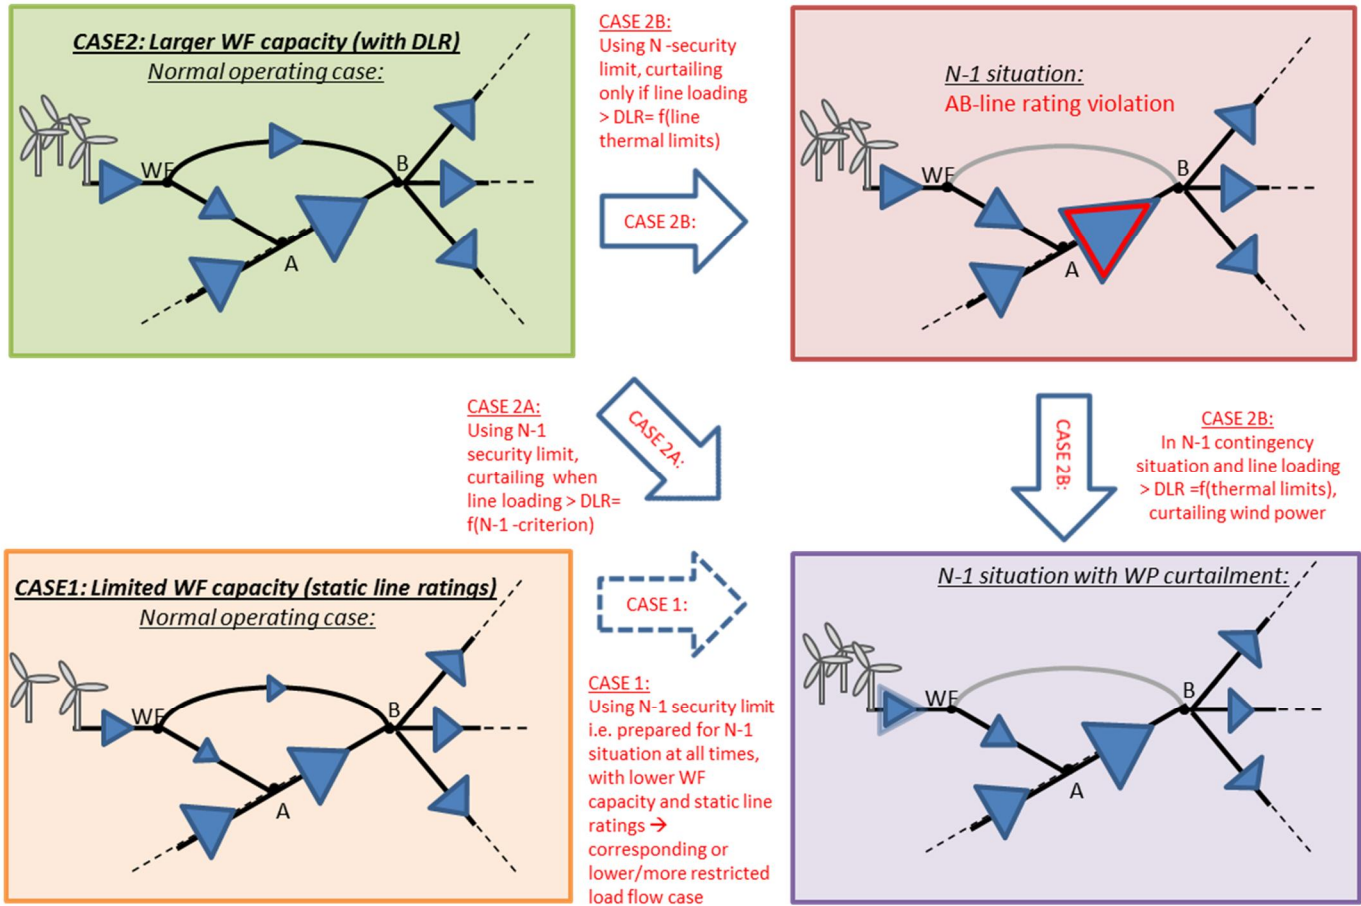 CASE2: Larger WF capacity (with DLR)
Normal operating case:
WF
B
A
CASE 2B:
Using N -security
limit, curtailing
only if line loading
> DLR= f(line
thermal limits)
CASE 2B:
N-1 situation:
AB-line rating violation
WF
B
A
CASE 2A:
Using N-1
security limit,
curtailing when
line loading > DLR=
f(N-1 -criterion)
CASE 2A:
CASE 2B:
CASE 2B:
In N-1 contingency
situation and line loading
> DLR =f(thermal limits),
curtailing wind power
CASE1: Limited WF capacity (static line ratings)
Normal operating case:
WF
B
A
CASE 1:
CASE 1:
Using N-1 security limit
i.e. prepared for N-1
situation at all times,
with lower WF
capacity and static line
ratings →
corresponding or
lower/more restricted
load flow case
N-1 situation with WP curtailment:
WF
B
A